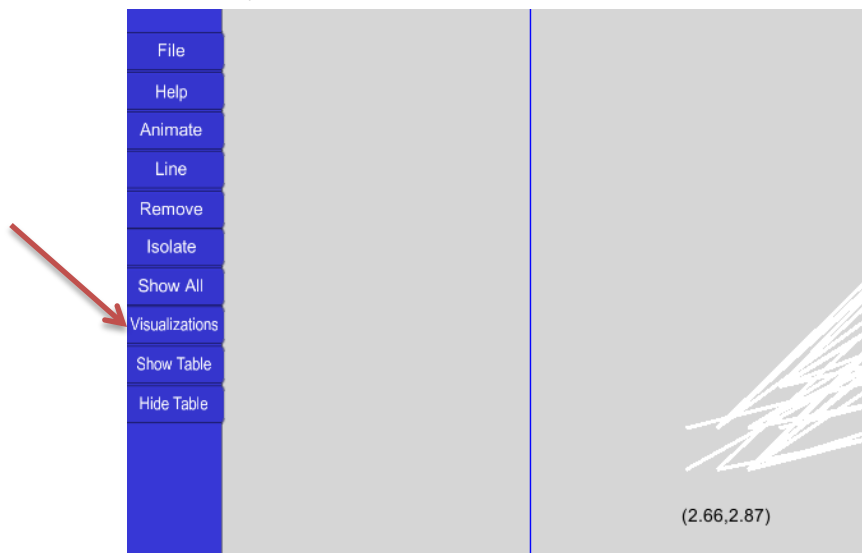 File
Help
Animate
Line
Remove
Isolate
Show All
Visualizations
Show Table
Hide Table
(2.66,2.87)